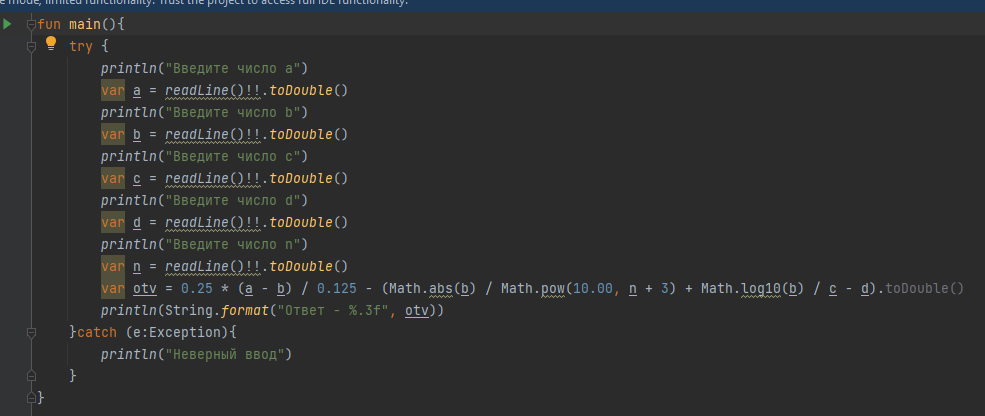 e mode, limited functionality. Trust the project to access full IDE functionality.
fun main(){
try {
println("Введите число a")
var a = readLine()!!.toDouble()
println("Введите число b")
var b = readLine()!!.toDouble()
println("Введите число c")
var c = readLine()!!.toDouble()
println("Введите число d")
var d = readLine()!!.toDouble()
println("Введите число n")
var n = readLine()!!.toDouble()
var otv = 0.25 * (a - b) / 0.125 - (Math.abs(b) / Math.pow(10.00, n + 3) + Math.log10(b) / c - d).toDouble()
println(String.format("Ответ - %.3f", otv))
}catch (e:Exception){
println("Неверный ввод")
}
}